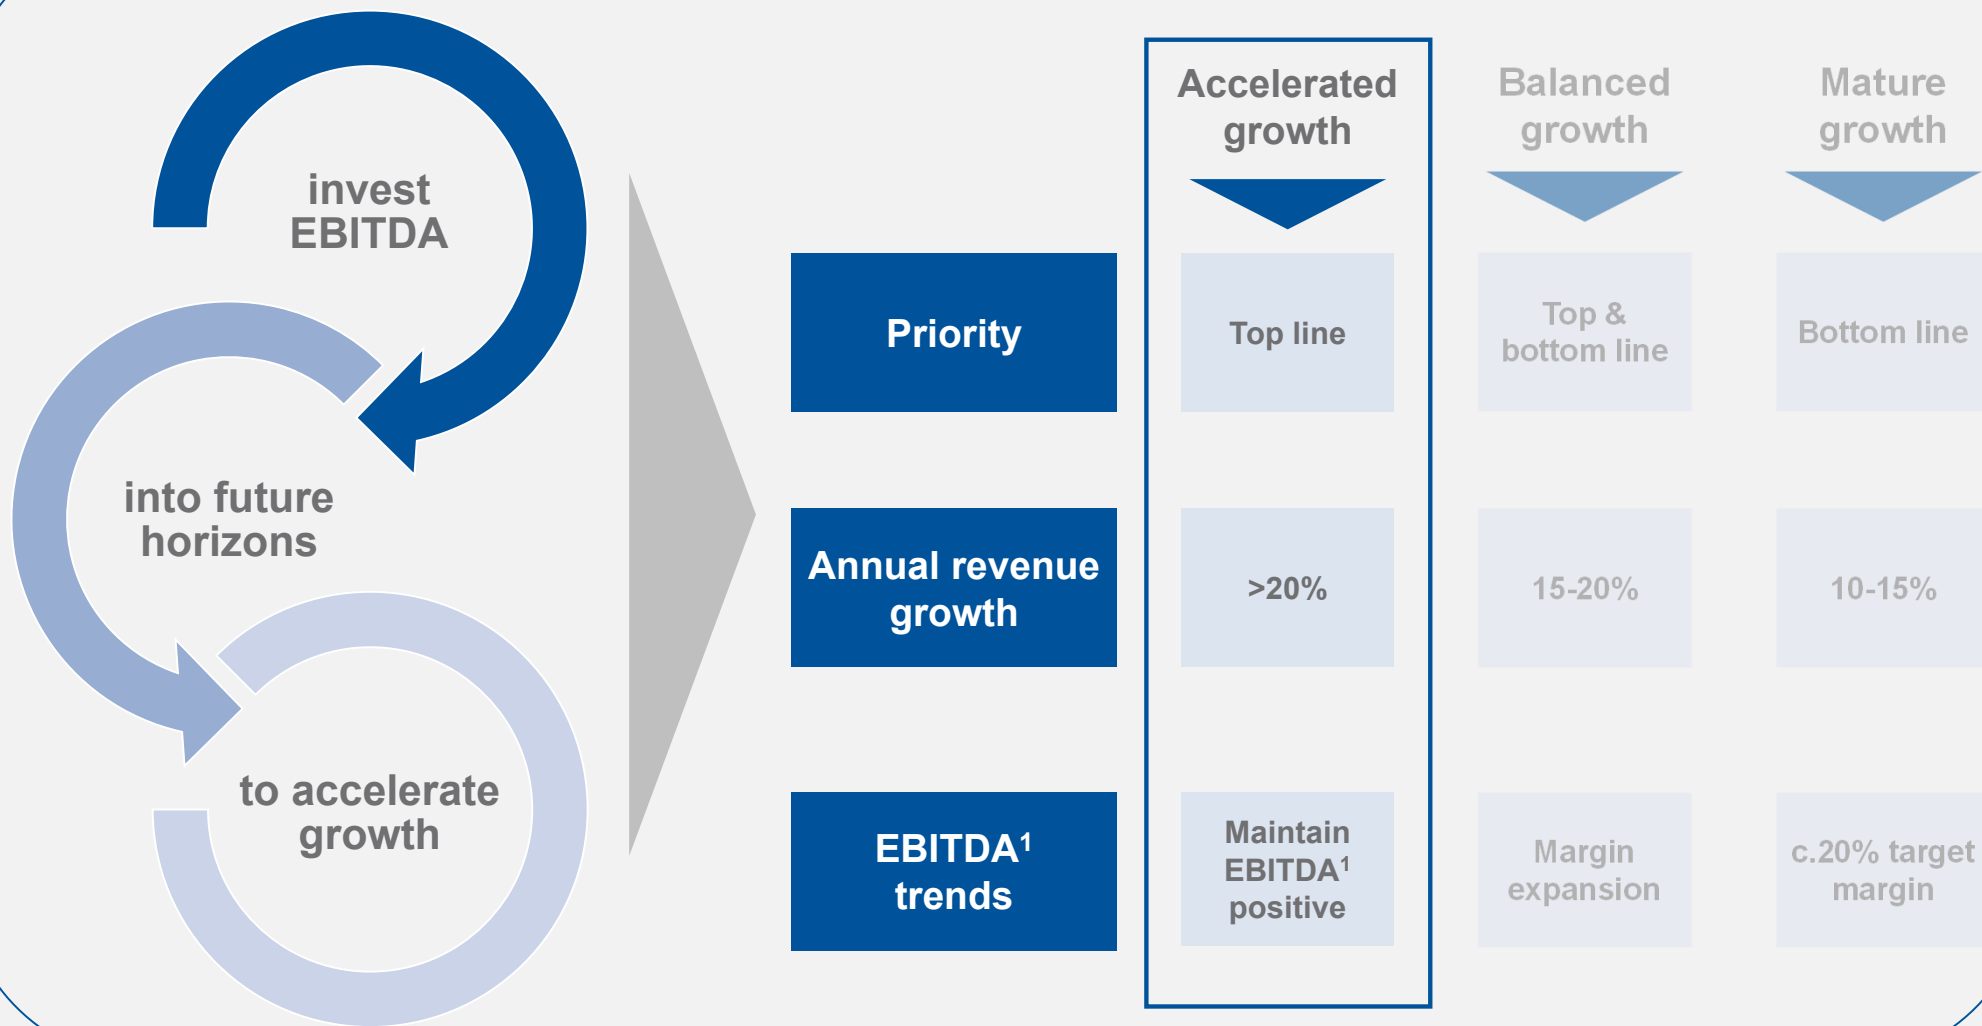 invest
EBITDA
into future
horizons
to accelerate
growth
Accelerated
growth
Balanced
growth
Mature
growth
Priority
Top line
Top &
bottom line
Bottom line
Annual revenue
growth
>20%
15-20%
10-15%
EBITDA¹
trends
Maintain
EBITDA¹
positive
Margin
expansion
c.20% target
margin